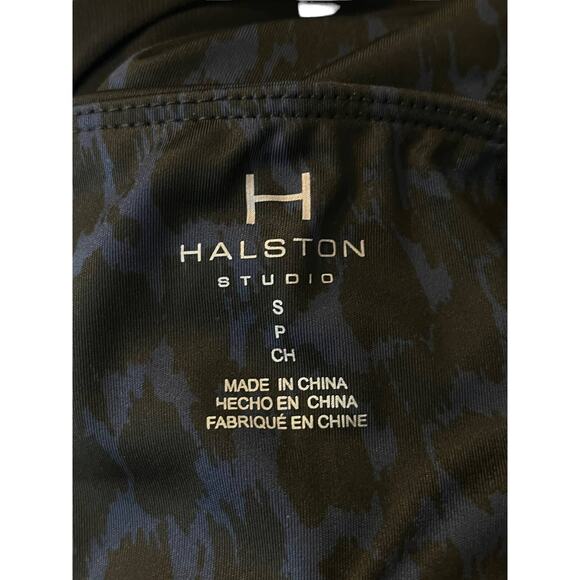 H
HALSTON
STUDIO
S
P
CH
MADE IN CHINA
HECHO EN CHINA
FABRIQUÉ EN CHINE